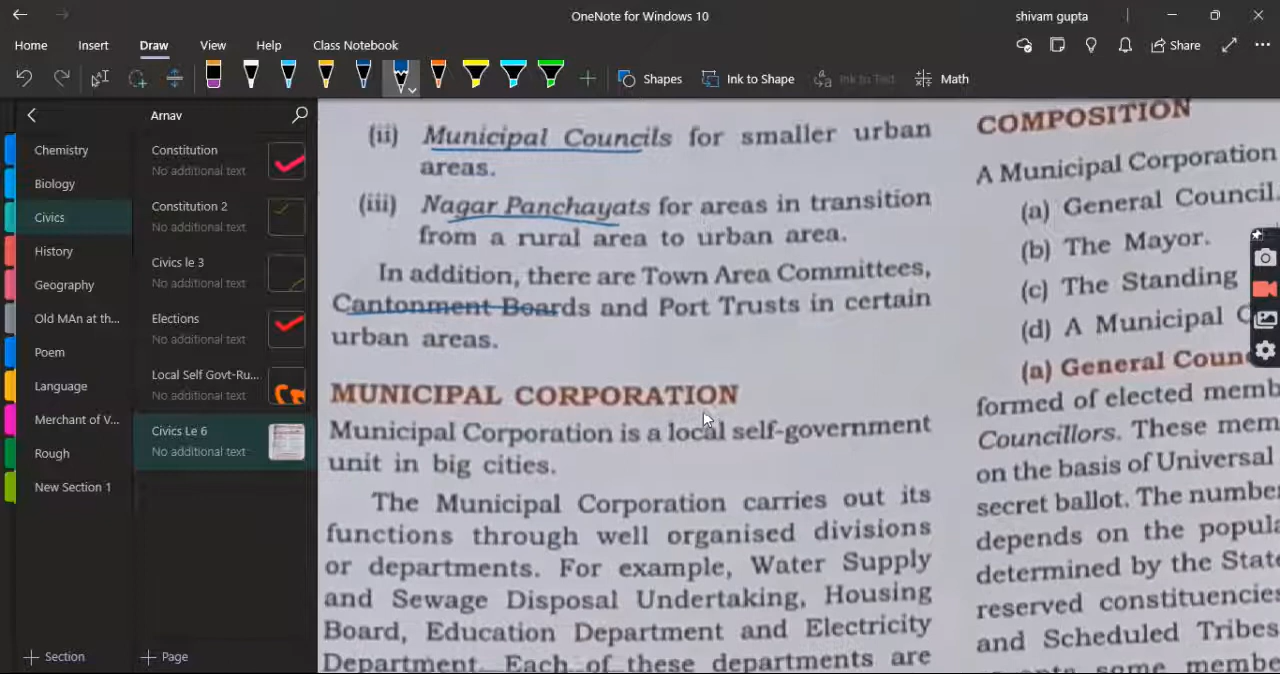 OneNote for Windows 10
shivam gupta
Home
Insert
Draw
View
Help
Class Notebook
Share
Shapes
Ink to Shape
Ink to Text
Math
Arnav
Chemistry
Biology
Civics
History
Geography
Old MAn at th...
Poem
Language
Merchant of V...
Rough
New Section 1
Section
Constitution
No additional text
Constitution 2
No additional text
Civics le 3
No additional text
Elections
No additional text
Local Self Govt-Ru...
No additional text
Civics Le 6
No additional text
Page
(ii) Municipal Councils for smaller urban
areas.
(iii) Nagar Panchayats for areas in transition
from a rural area to urban area.
In addition, there are Town Area Committees,
Cantonment Boards and Port Trusts in certain
urban areas.
MUNICIPAL CORPORATION
Municipal Corporation is a local self-government
unit in big cities.
The Municipal Corporation carries out its
functions through well organised divisions
or departments. For example, Water Supply
and Sewage Disposal Undertaking, Housing
Board, Education Department and Electricity
Department. Each of these departments are
COMPOSITION
A Municipal Corporation
(a) General Council.
(b) The Mayor.
(c) The Standing
(d) A Municipal C
(a) General Coun
formed of elected memb
Councillors. These mem
on the basis of Universal
secret ballot. The number
depends on the popula
determined by the State
reserved constituencies
and Scheduled Tribes
some membe